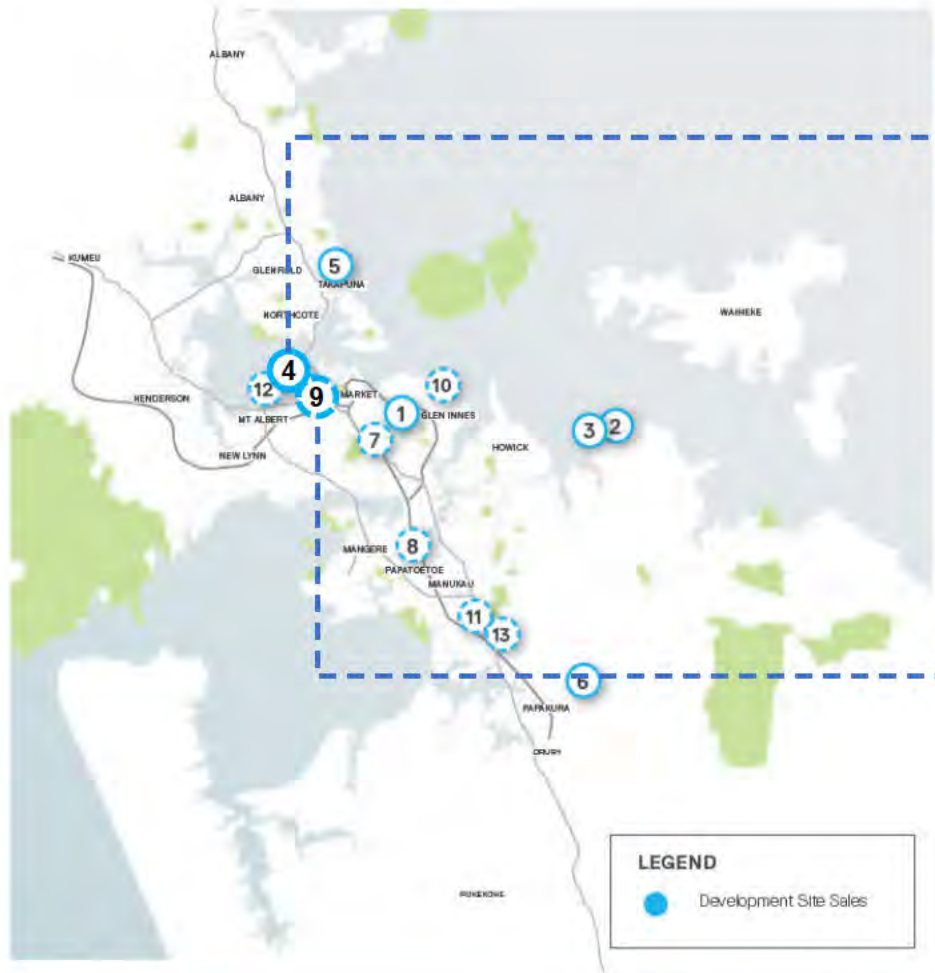 ALBANY
ALBANY
KUMEU
GLENFIELD
5
TAKAPUNA
NORTHCOTE
WAIHEKE
4
12
9
MARKET
10
HENDERSON
MT ALBERT
1
GLEN INNES
3
2
7
HOWICK
NEW LYNN
8
MANGERE
PAPATOETOE
MANUKAU
11
13
6
PAPAKURA
DRURY
PUKEKOHE
LEGEND
Development Site Sales